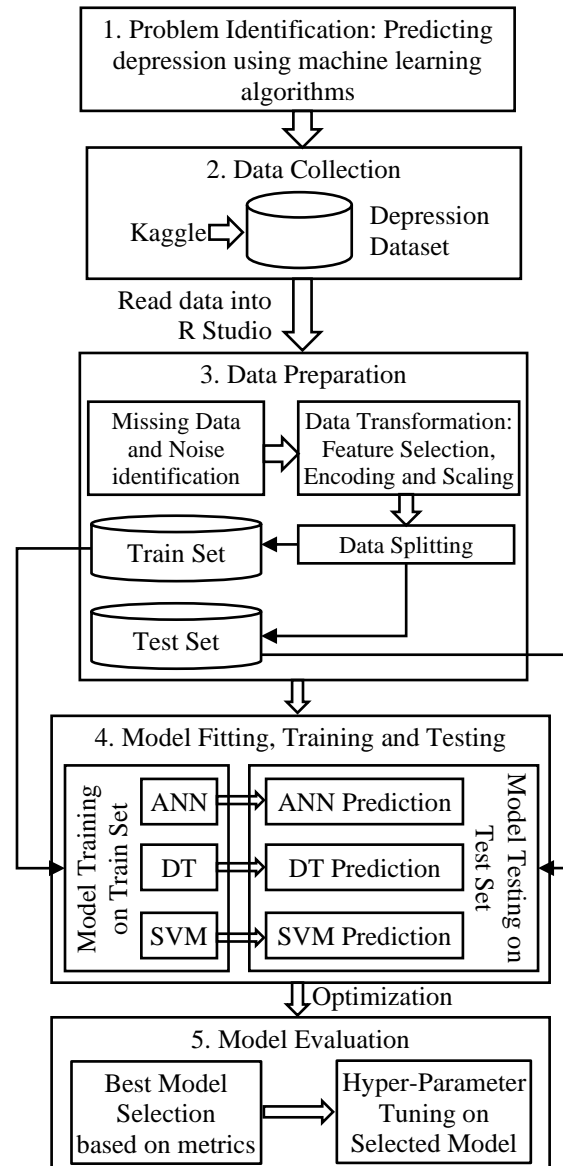 1. Problem Identification: Predicting
depression using machine learning
algorithms
2. Data Collection
Kaggle
Depression
Dataset
Read data into
R Studio
3. Data Preparation
Missing Data
and Noise
identification
Data Transformation:
Feature Selection,
Encoding and Scaling
Train Set
Data Splitting
Test Set
4. Model Fitting, Training and Testing
Model Training
on Train Set
ANN
DT
SVM
ANN Prediction
DT Prediction
SVM Prediction
Model Testing on
Test Set
Optimization
5. Model Evaluation
Best Model
Selection
based on metrics
Hyper-Parameter
Tuning on
Selected Model